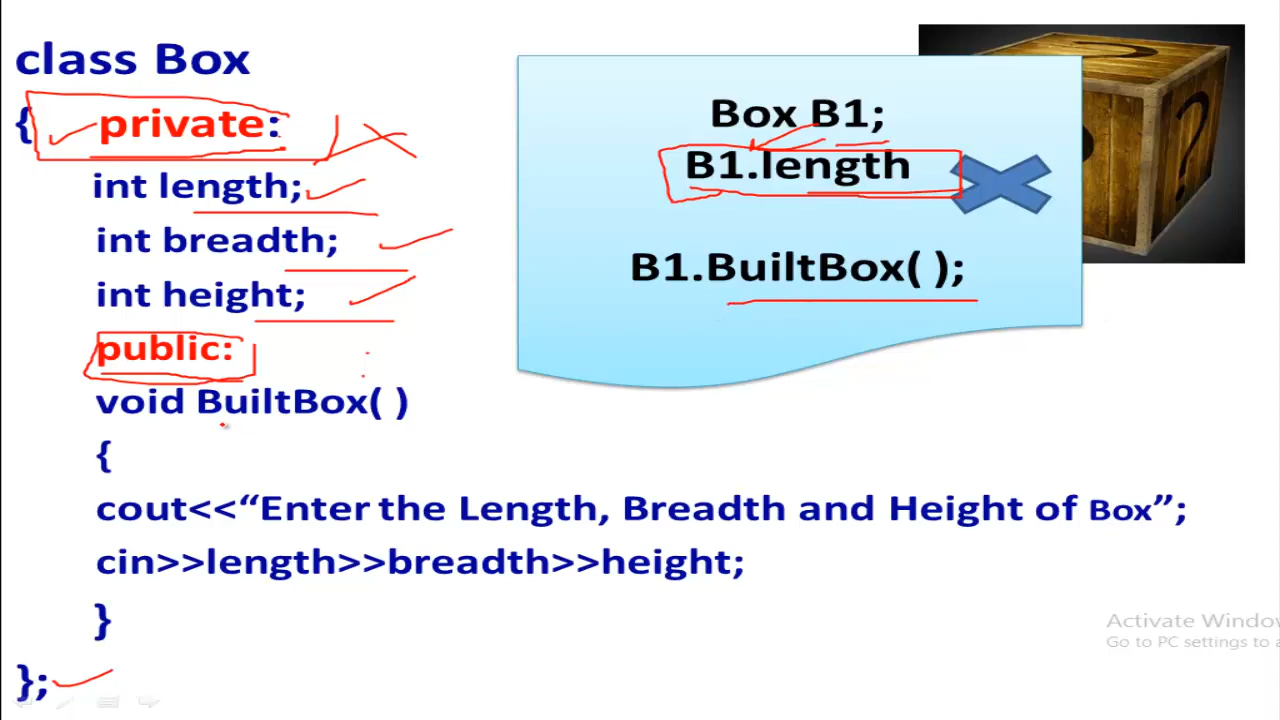 class Box
{ private:
int length;
int breadth;
int height;
public:
void BuiltBox( )
{
cout<<“Enter the Length, Breadth and Height of Box”;
cin>>length>>breadth>>height;
}
};
Box B1;
B1.length
B1.BuiltBox( );
Activate Windo
Go to PC settings to a